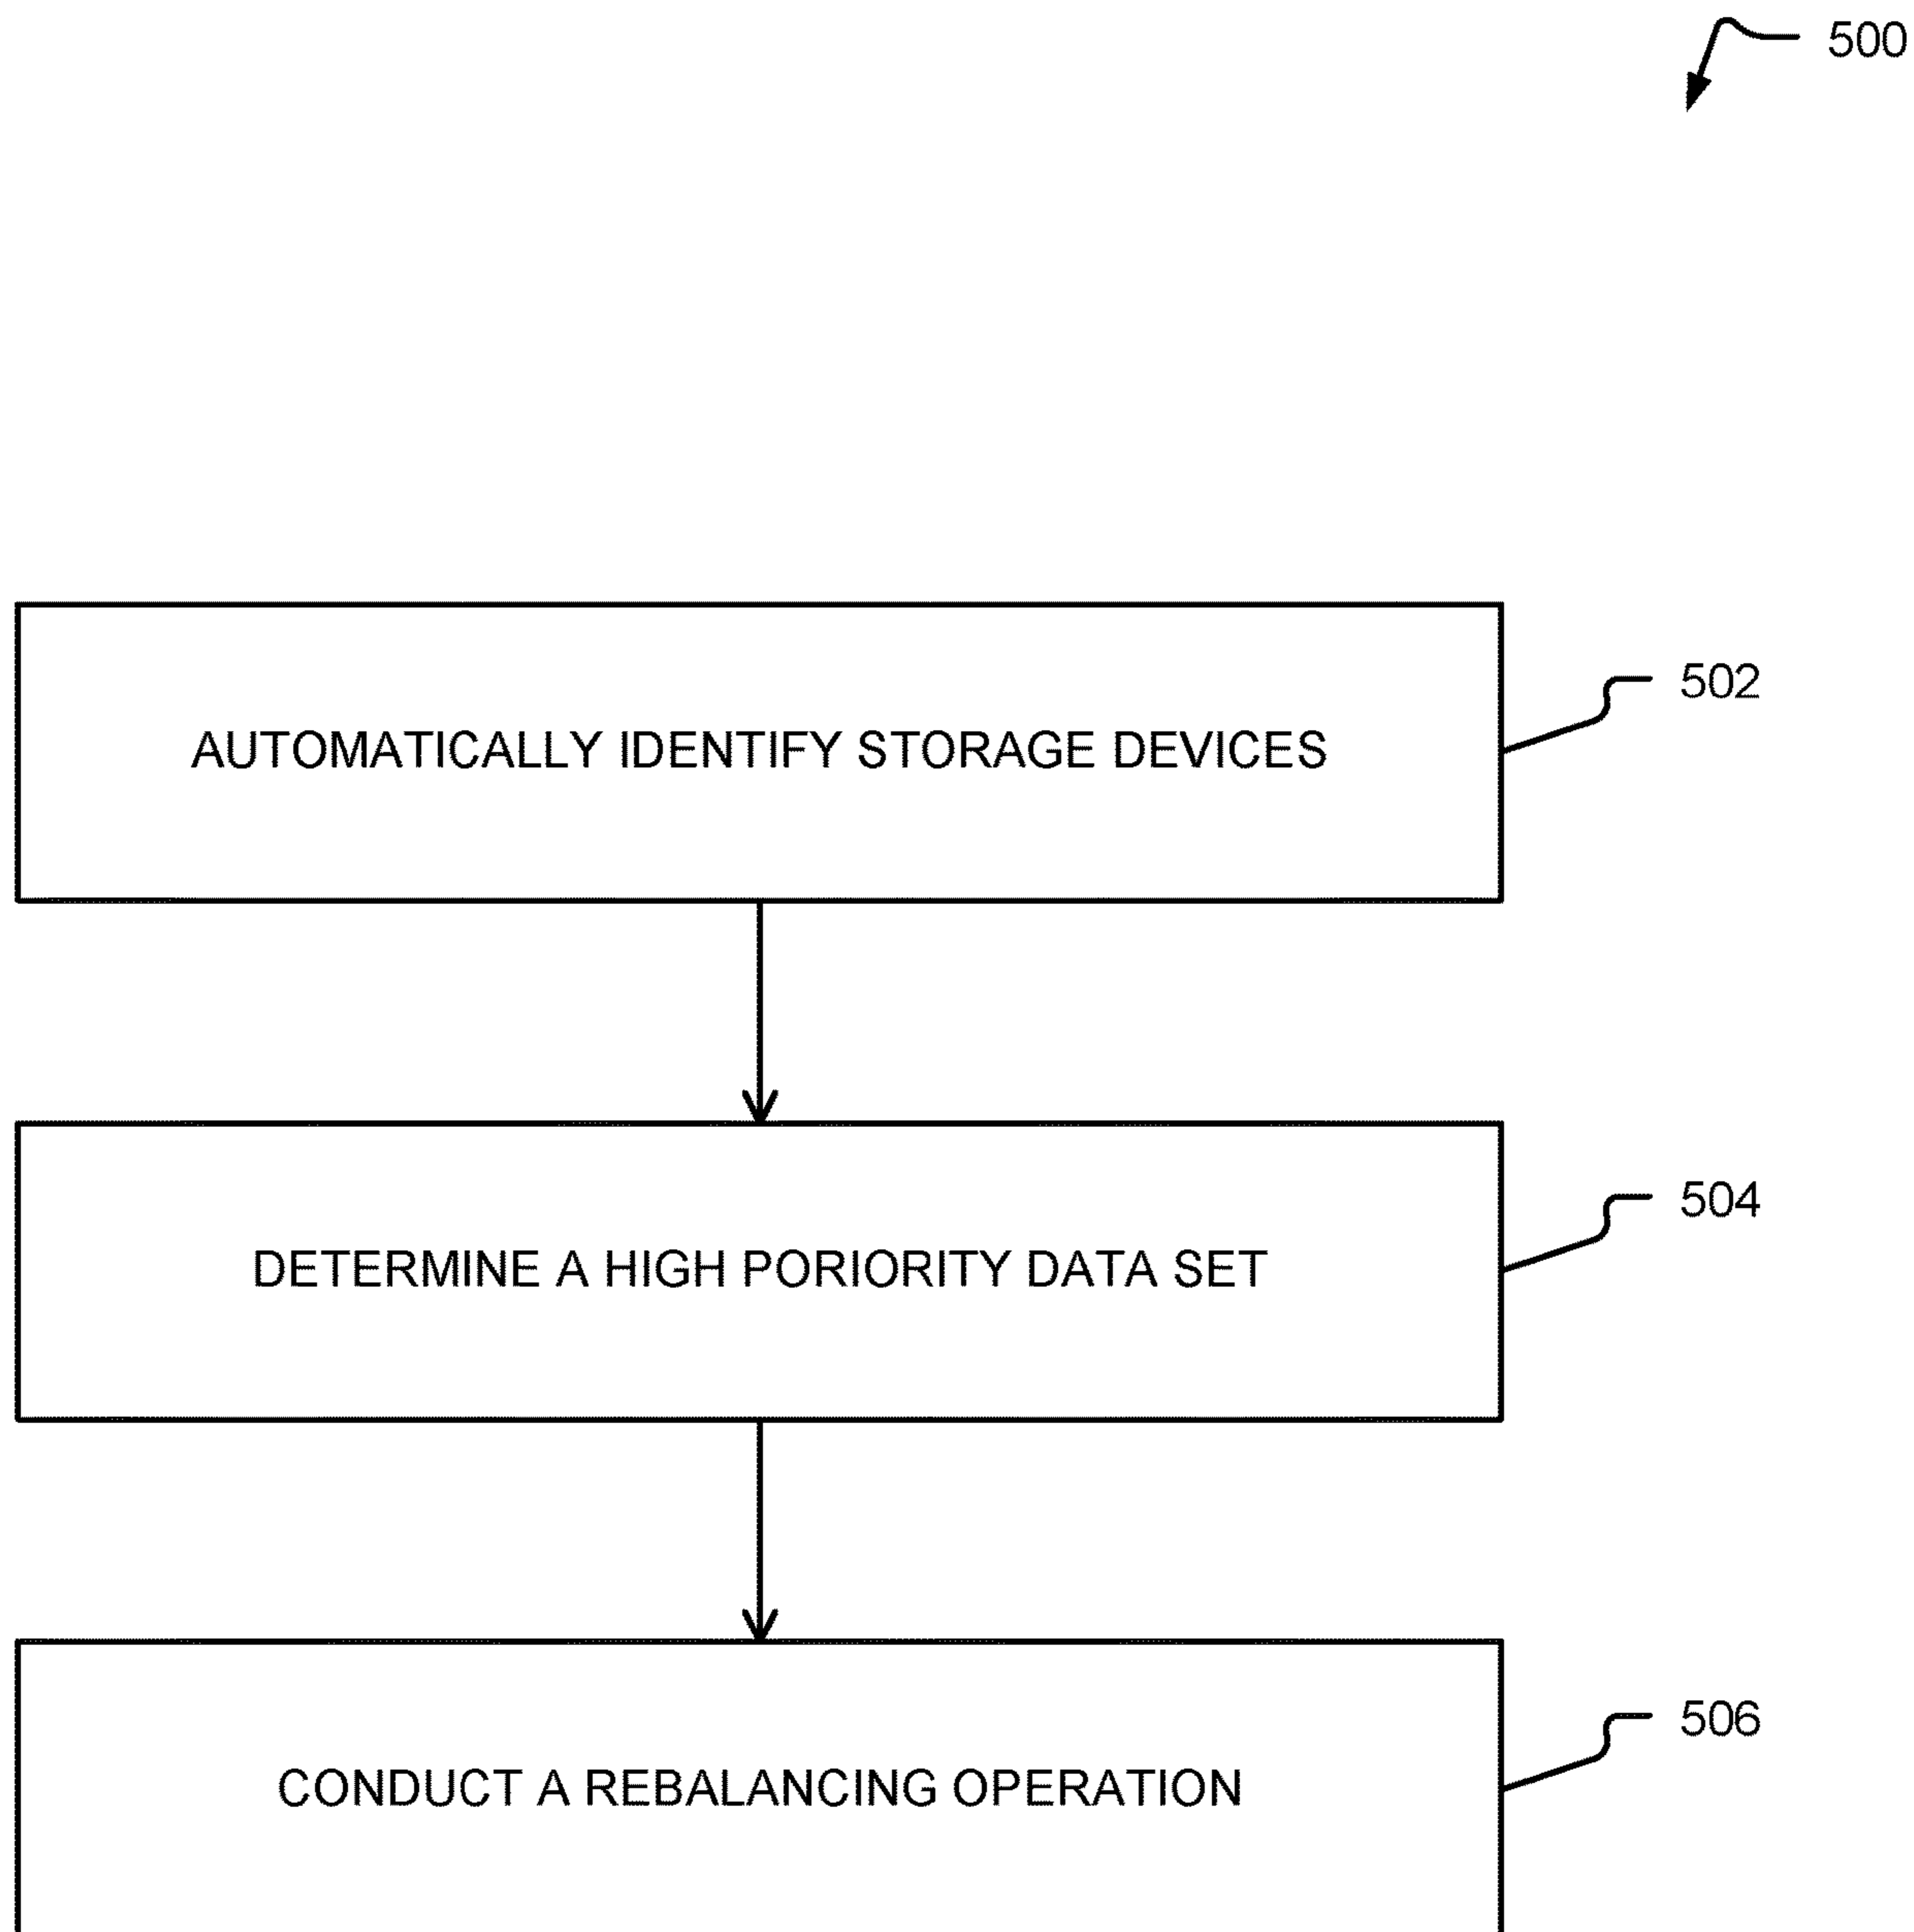 500
AUTOMATICALLY IDENTIFY STORAGE DEVICES
502
DETERMINE A HIGH PORIORITY DATA SET
504
CONDUCT A REBALANCING OPERATION
506